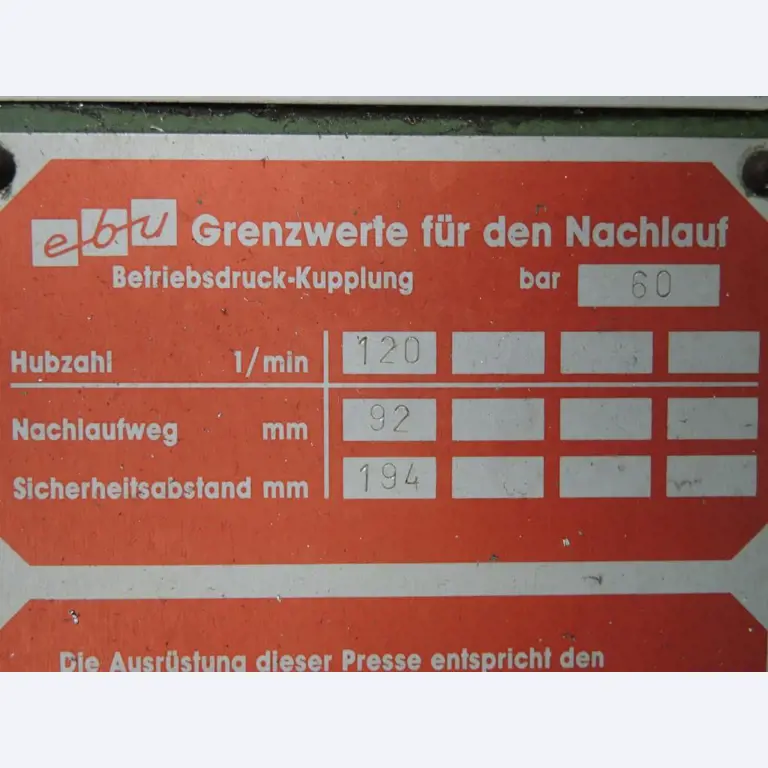 ebu Grenzwerte für den Nachlauf
Betriebsdruck-Kupplung bar 60
Hubzahl 1/min 120
Nachlaufweg mm 92
Sicherheitsabstand mm 194
Die Ausrüstung dieser Presse entspricht den